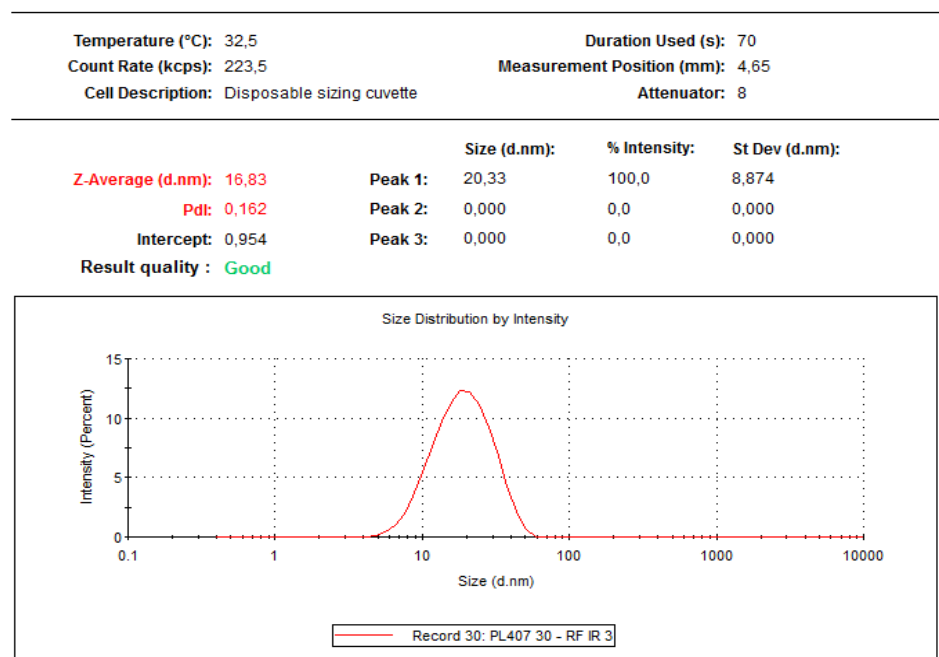 Temperature (°C): 32,5 Duration Used (s): 70
Count Rate (kcps): 223,5 Measurement Position (mm): 4,65
Cell Description: Disposable sizing cuvette Attenuator: 8
Size (d.nm): % Intensity: St Dev (d.nm):
Z-Average (d.nm): 16,83 Peak 1: 20,33 100,0 8,874
PdI: 0,162 Peak 2: 0,000 0,0 0,000
Intercept: 0,954 Peak 3: 0,000 0,0 0,000
Result quality : Good
Size Distribution by Intensity
Intensity (Percent)
15
10
5
0
0.1 1 10 100 1000 10000
Size (d.nm)
Record 30: PL407 30 - RF IR 3